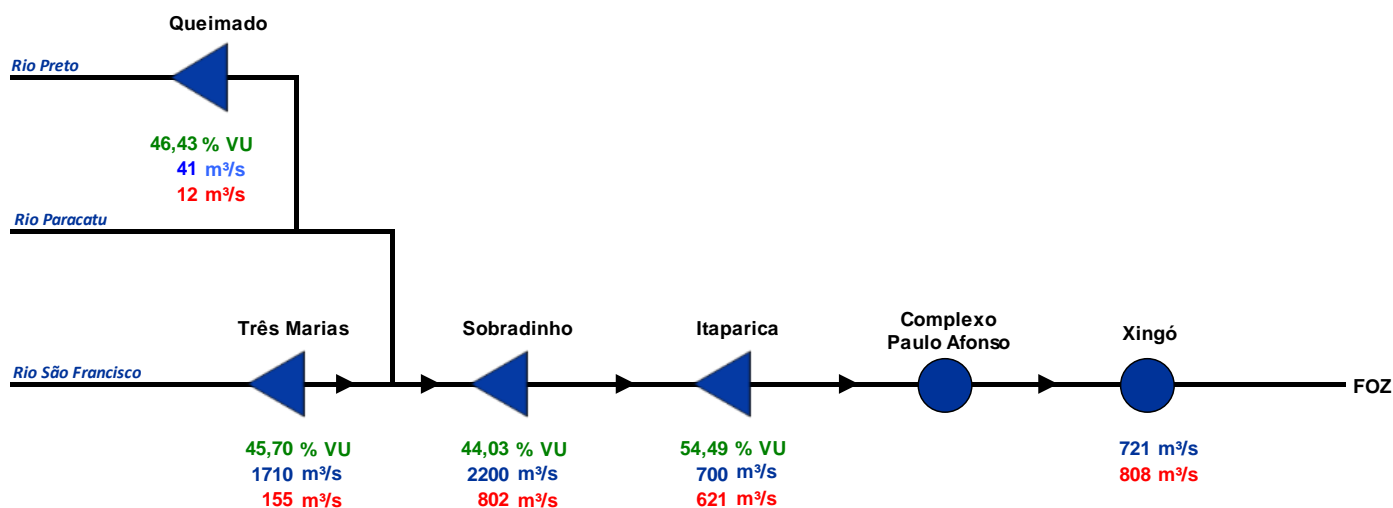 Queimado
Rio Preto
46,43 % VU
41 m³/s
12 m³/s
Rio Paracatu
Três Marias
Sobradinho
Itaparica
Complexo
Paulo Afonso
Xingó
Rio São Francisco
FOZ
45,70 % VU
1710 m³/s
155 m³/s
44,03 % VU
2200 m³/s
802 m³/s
54,49 % VU
700 m³/s
621 m³/s
721 m³/s
808 m³/s